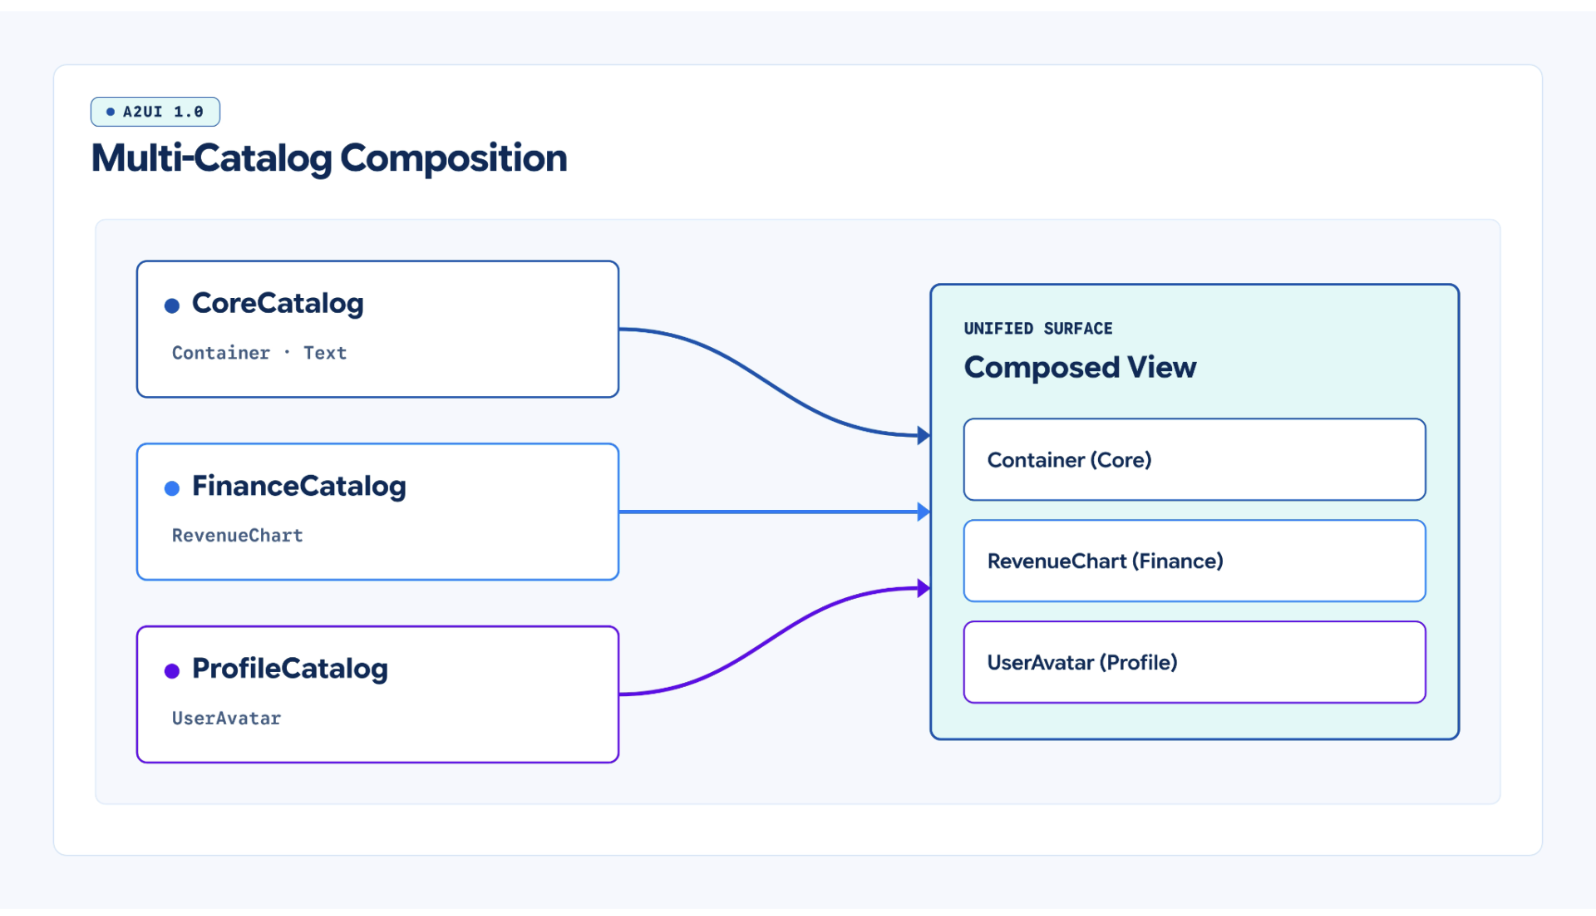 A2UI 1.0
Multi-Catalog Composition
CoreCatalog
Container · Text
FinanceCatalog
RevenueChart
ProfileCatalog
UserAvatar
UNIFIED SURFACE
Composed View
Container (Core)
RevenueChart (Finance)
UserAvatar (Profile)